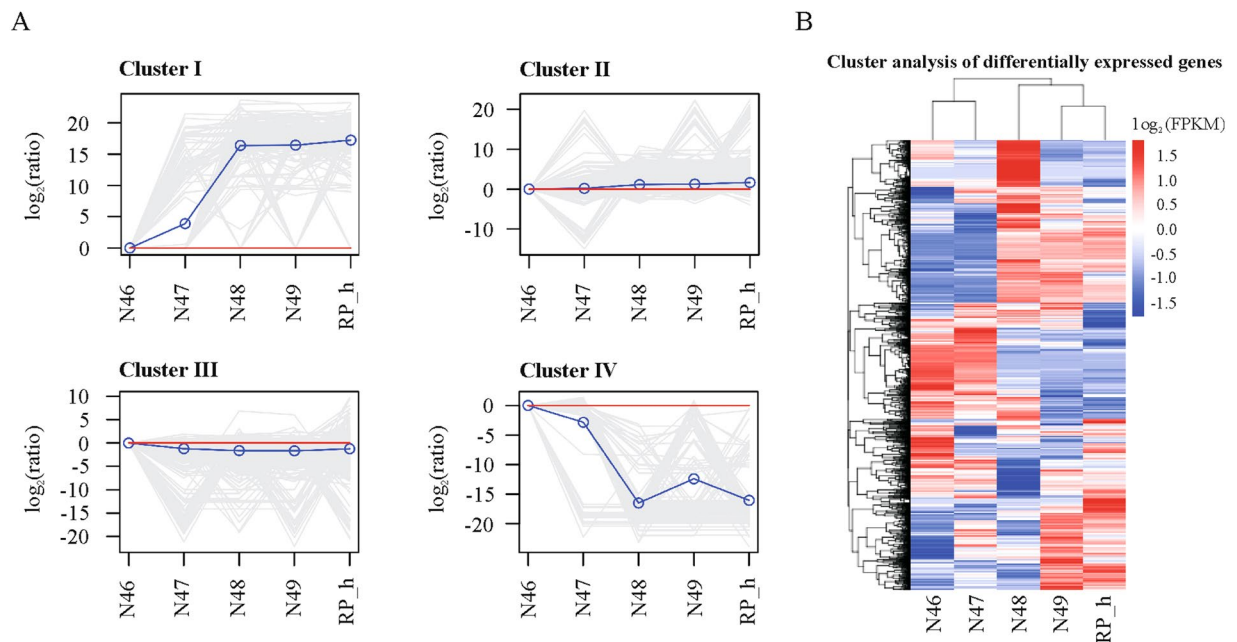 A
Cluster I
log₂(ratio)
20
15
10
5
0
N46
N47
N48
N49
RP_h
Cluster II
log₂(ratio)
20
10
0
-10
N46
N47
N48
N49
RP_h
Cluster III
log₂(ratio)
10
5
0
-5
-10
-15
-20
N46
N47
N48
N49
RP_h
Cluster IV
log₂(ratio)
0
-5
-10
-15
-20
N46
N47
N48
N49
RP_h
B
Cluster analysis of differentially expressed genes
log₂(FPKM)
1.5
1.0
0.5
0.0
-0.5
-1.0
-1.5
N46
N47
N48
N49
RP_h